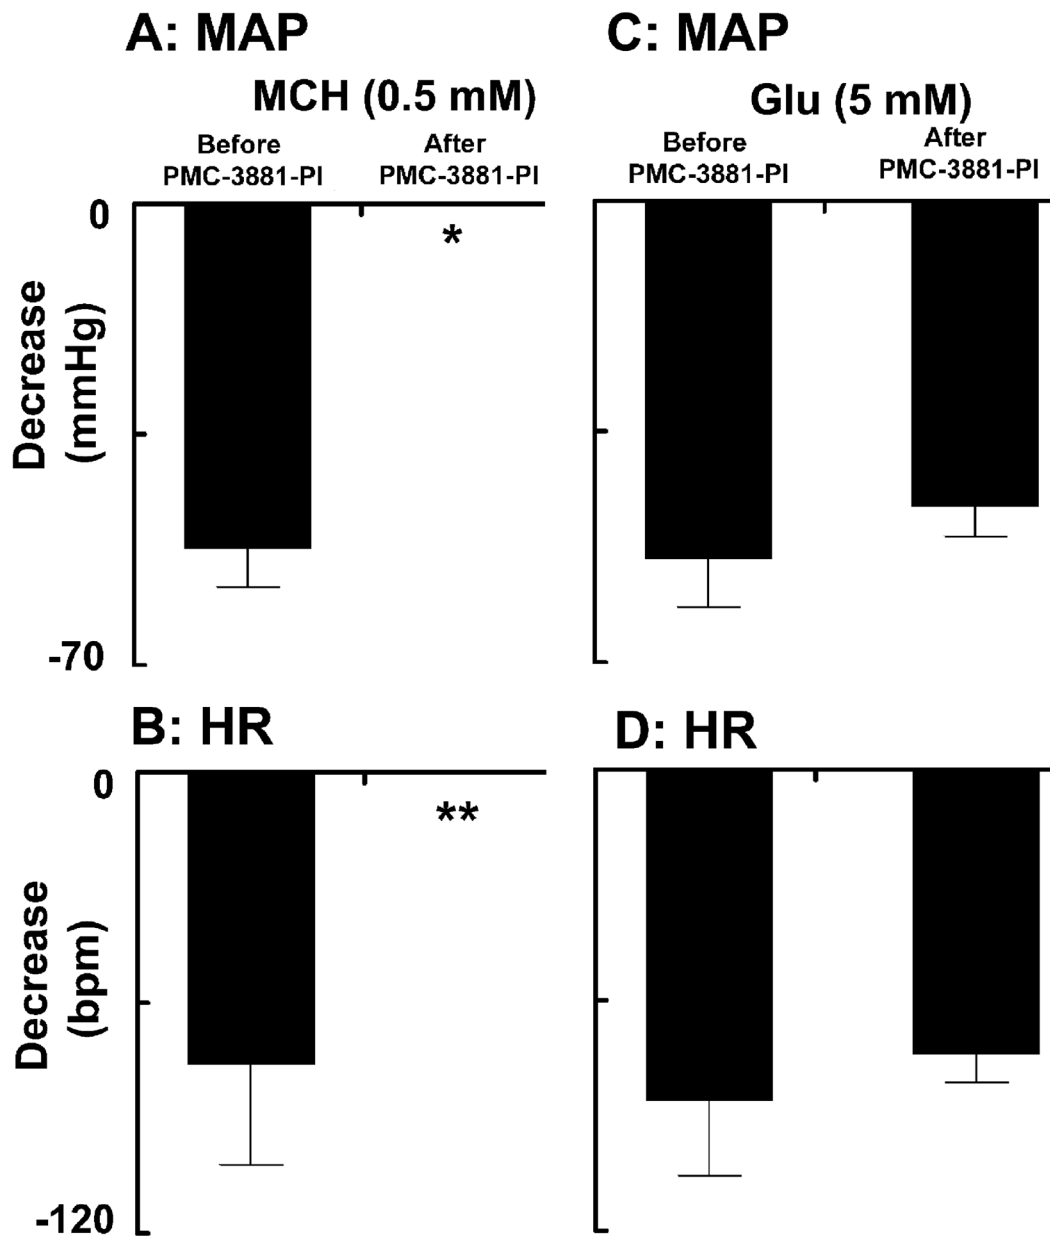 A: MAP
MCH (0.5 mM)
Before
PMC-3881-PI
After
PMC-3881-PI
0
*
Decrease
(mmHg)
-70
C: MAP
Glu (5 mM)
Before
PMC-3881-PI
After
PMC-3881-PI
B: HR
0
**
Decrease
(bpm)
-120
D: HR